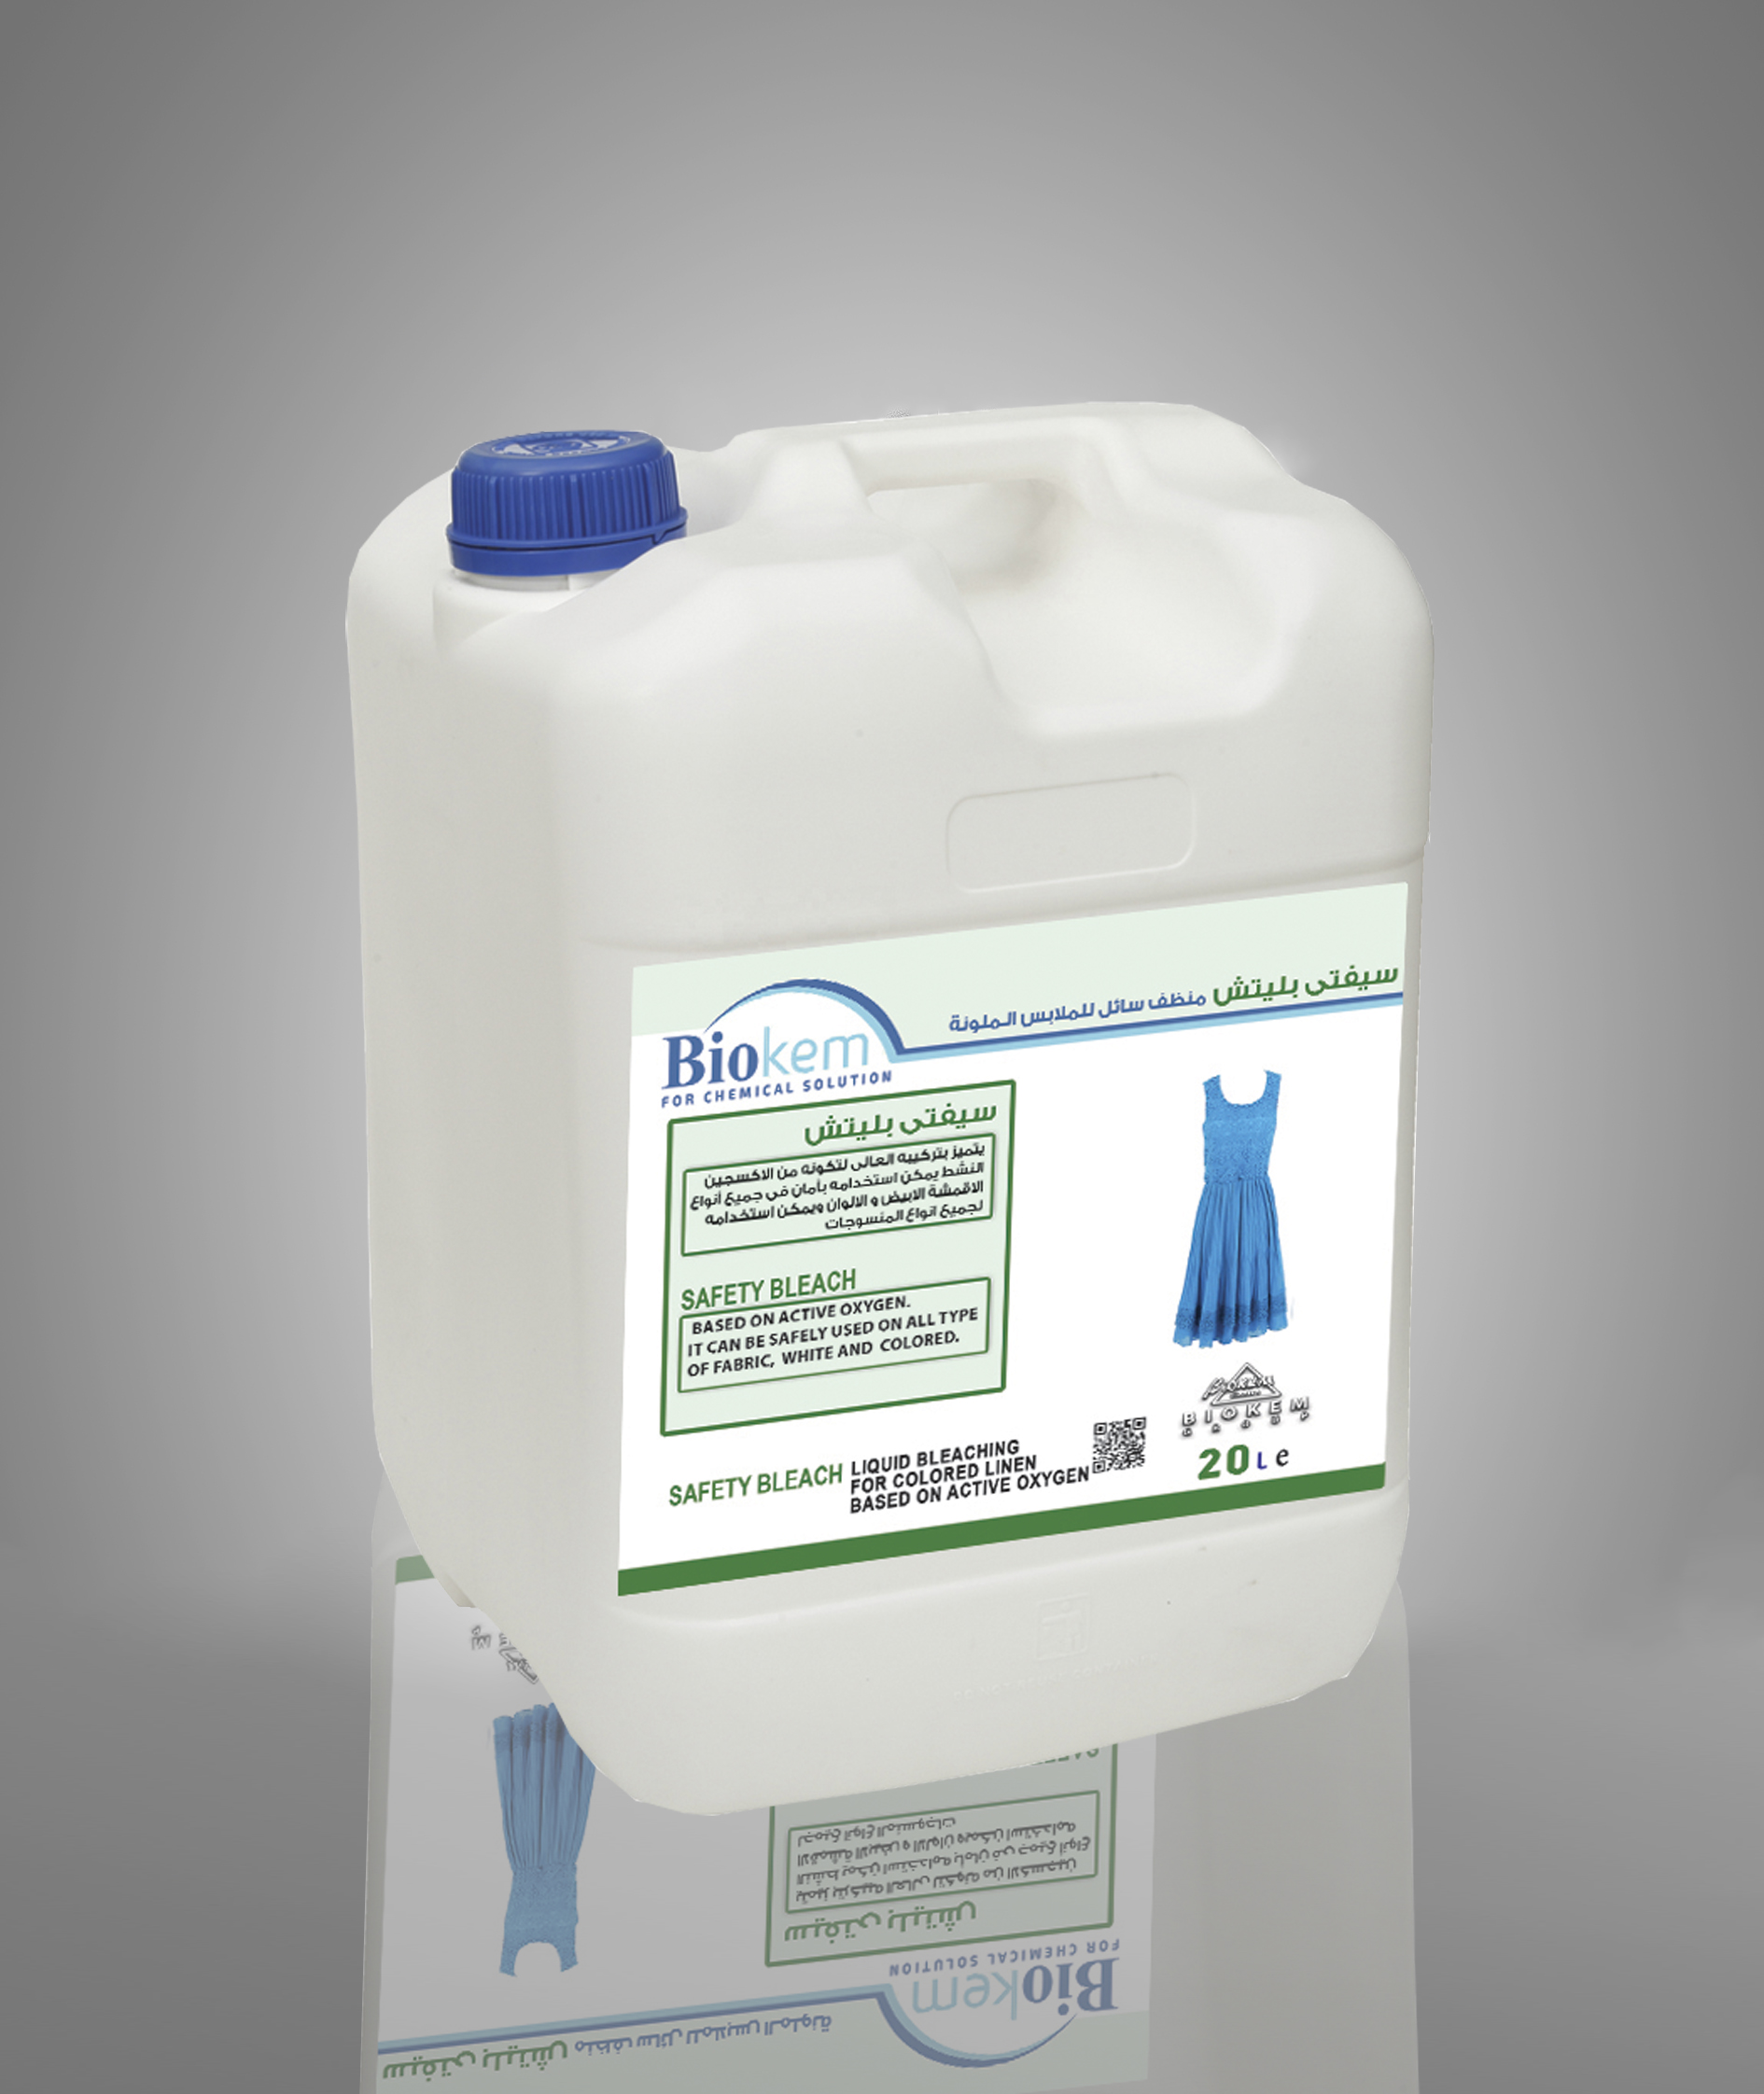 سيفتى بليتش منظف سائل للملابس الملونة
Biokem
FOR CHEMICAL SOLUTION
سيفتى بليتش
يتميز بتركيبه العالى لتكونه من الاكسجين
النشط يمكن استخدامه بأمان فى جميع أنواع
الاقمشة الابيض و الالوان ويمكن استخدامه
لجميع انواع المنسوجات
SAFETY BLEACH
BASED ON ACTIVE OXYGEN.
IT CAN BE SAFELY USED ON ALL TYPE
OF FABRIC, WHITE AND COLORED.
SAFETY BLEACH
LIQUID BLEACHING
FOR COLORED LINEN
BASED ON ACTIVE OXYGEN
BIOKEM
20 L e